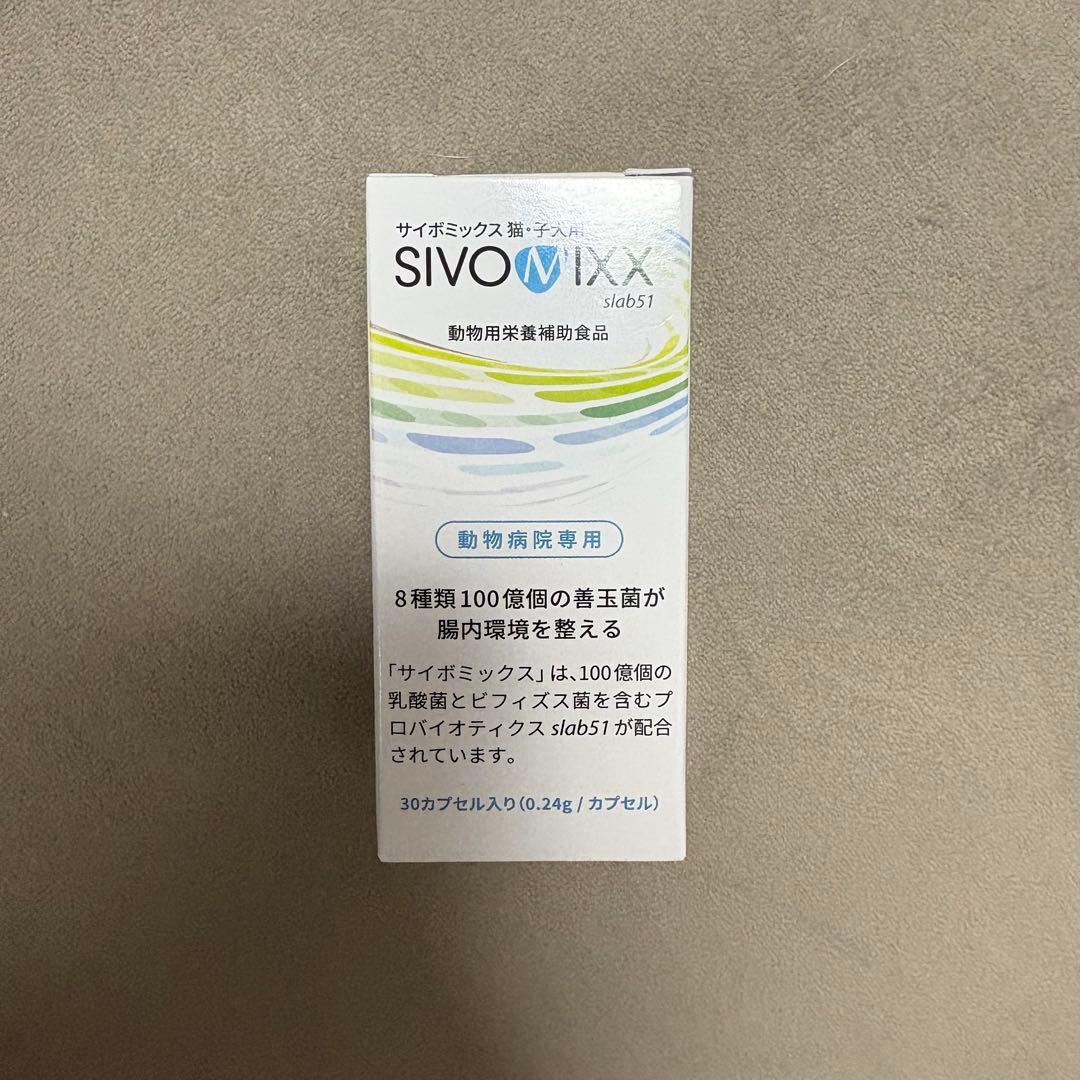 サイボミックス 猫・子犬用
SIVOMIXX
slab51
動物用栄養補助食品
動物病院専用
8種類100億個の善玉菌が
腸内環境を整える
「サイボミックス」は、100億個の
乳酸菌とビフィズス菌を含むプ
ロバイオティクス slab51 が配合
されています。
30カプセル入り(0.24g / カプセル)